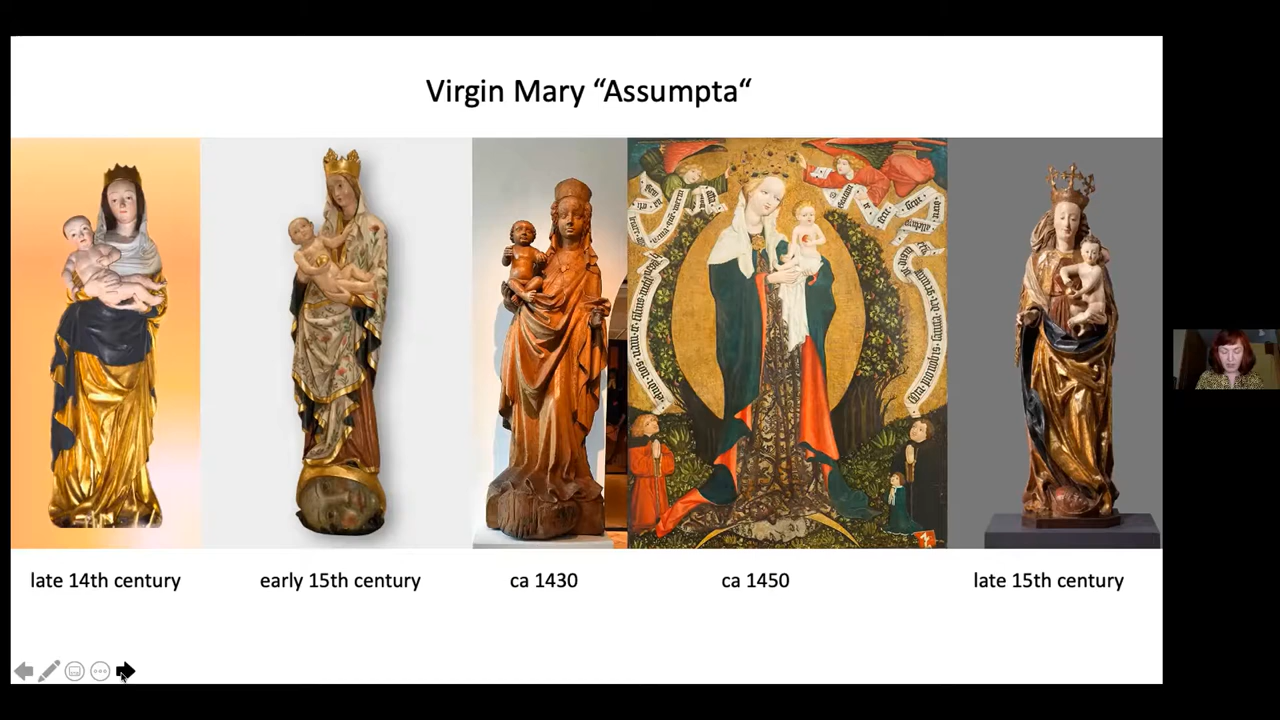 Virgin Mary “Assumpta“
late 14th century
early 15th century
ca 1430
ca 1450
late 15th century